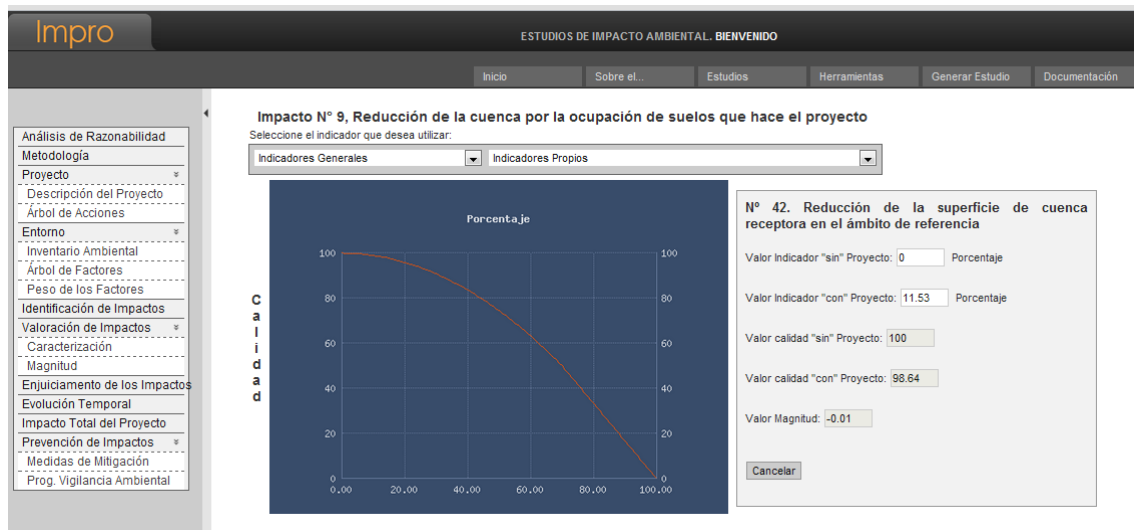 Impro
ESTUDIOS DE IMPACTO AMBIENTAL. BIENVENIDO
Inicio
Sobre el...
Estudios
Herramientas
Generar Estudio
Documentación
Análisis de Razonabilidad
Metodología
Proyecto
Descripción del Proyecto
Árbol de Acciones
Entorno
Inventario Ambiental
Árbol de Factores
Peso de los Factores
Identificación de Impactos
Valoración de Impactos
Caracterización
Magnitud
Enjuiciamento de los Impactos
Evolución Temporal
Impacto Total del Proyecto
Prevención de Impactos
Medidas de Mitigación
Prog. Vigilancia Ambiental
Impacto N° 9, Reducción de la cuenca por la ocupación de suelos que hace el proyecto
Seleccione el indicador que desea utilizar:
Indicadores Generales
Indicadores Propios
Porcentaje
Calidad
100
80
60
40
20
0
100
80
60
40
20
0
0.00 20.00 40.00 60.00 80.00 100.00
Nº 42. Reducción de la superficie de cuenca
receptora en el ámbito de referencia
Valor Indicador "sin" Proyecto: 0 Porcentaje
Valor Indicador "con" Proyecto: 11.53 Porcentaje
Valor calidad "sin" Proyecto: 100
Valor calidad "con" Proyecto: 98.64
Valor Magnitud: -0.01
Cancelar